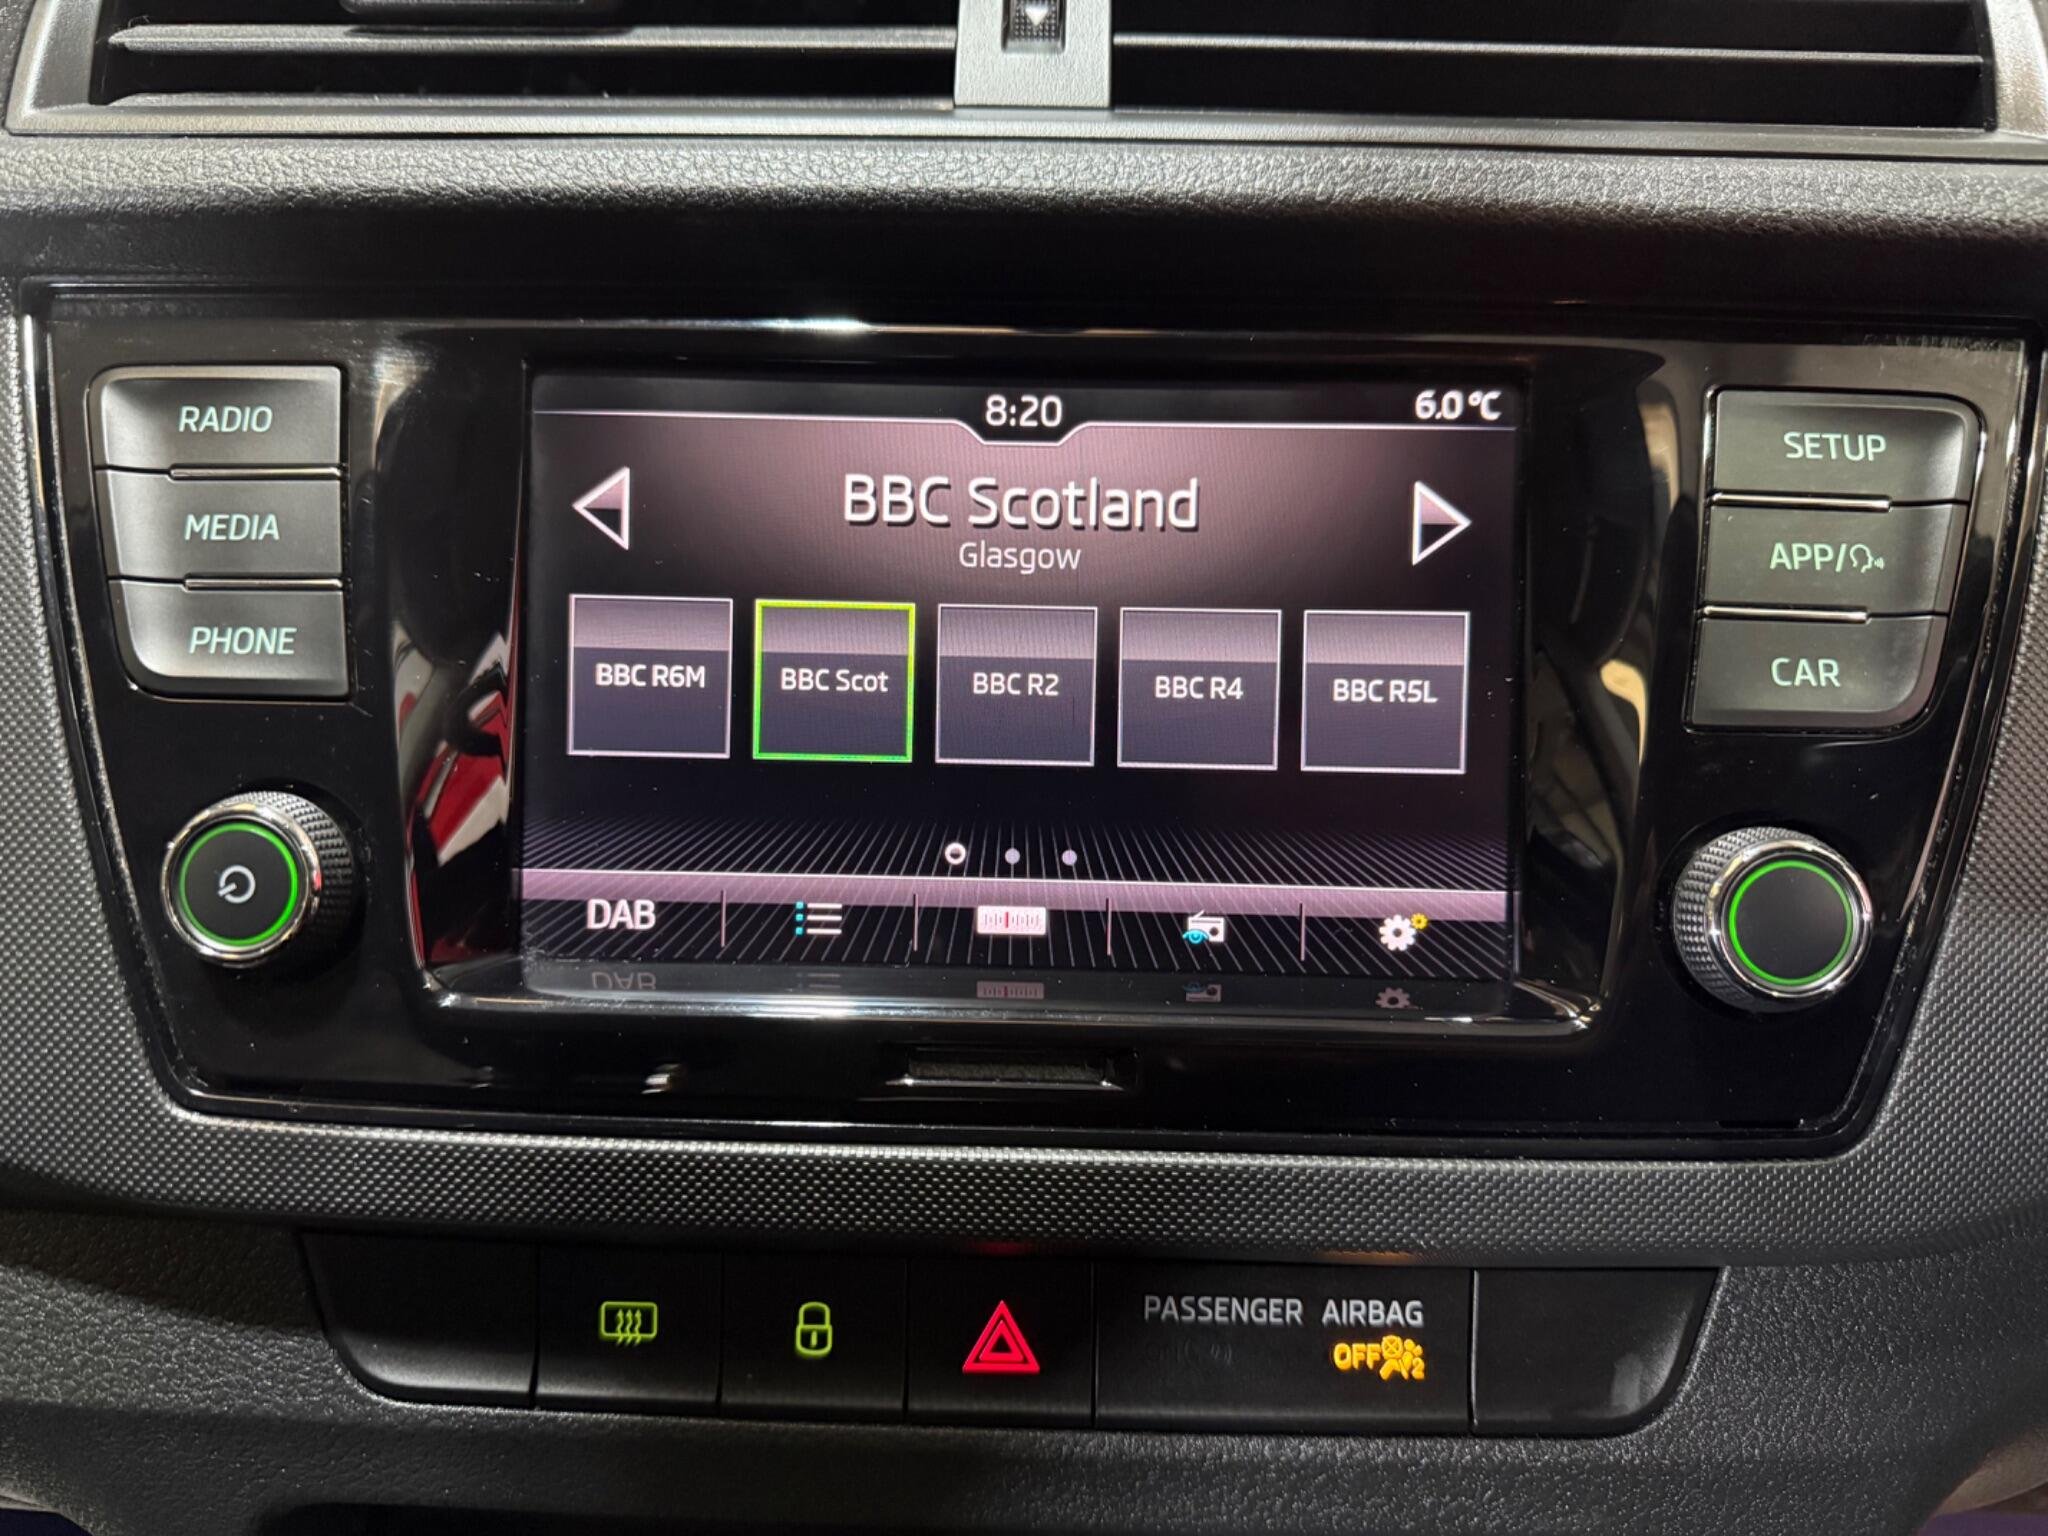 8:20
6.0 °C
BBC Scotland
Glasgow
RADIO
MEDIA
PHONE
SETUP
APP/
CAR
BBC R6M
BBC Scot
BBC R2
BBC R4
BBC R5L
DAB
PASSENGER AIRBAG
OFF 2